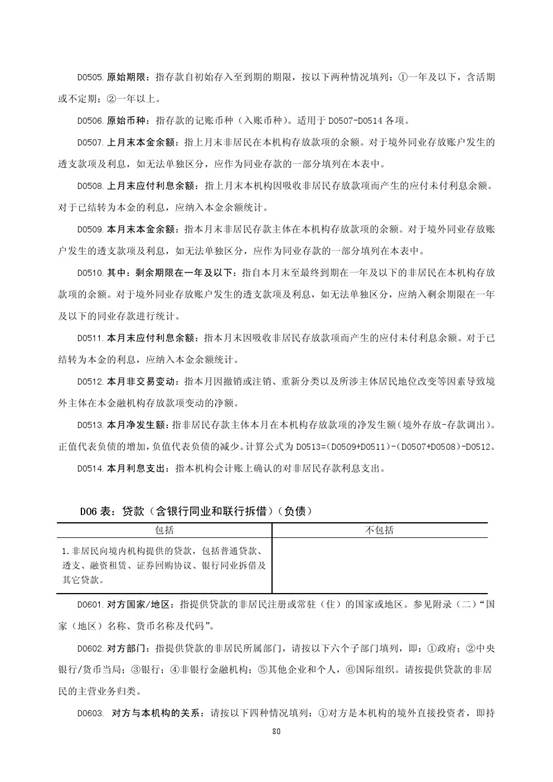 D0505. 原始期限：指存款自初始存入至到期的期限，按以下两种情况填列：①一年及以下，含活期
或不定期；②一年以上。
D0506. 原始币种：指存款的记账币种（入账币种）。适用于 D0507-D0514 各项。
D0507. 上月末本金余额：指上月末非居民在本机构存放款项的余额。对于境外同业存放账户发生的
透支款项及利息，如无法单独区分，应作为同业存款的一部分填列在本表中。
D0508. 上月末应付利息余额：指上月末本机构因吸收非居民存放款项而产生的应付未付利息余额。
对于已结转为本金的利息，应纳入本金余额统计。
D0509. 本月末本金余额：指本月末非居民存款主体在本机构存放款项的余额。对于境外同业存放账
户发生的透支款项及利息，如无法单独区分，应作为同业存款的一部分填列在本表中。
D0510. 其中：剩余期限在一年及以下：指自本月末至最终到期在一年及以下的非居民在本机构存放
款项的余额。对于境外同业存放账户发生的透支款项及利息，如无法单独区分，应纳入剩余期限在一年
及以下的同业存款进行统计。
D0511. 本月末应付利息余额：指本月末因吸收非居民存放款项而产生的应付未付利息余额。对于已
结转为本金的利息，应纳入本金余额统计。
D0512. 本月非交易变动：指本月因撤销或注销、重新分类以及所涉主体居民地位改变等因素导致境
外主体在本金融机构存放款项变动的净额。
D0513. 本月净发生额：指非居民存款主体本月在本机构存放款项的净发生额（境外存放-存款调出）。
正值代表负债的增加，负值代表负债的减少。计算公式为 D0513=(D0509+D0511)-(D0507+D0508)-D0512。
D0514. 本月利息支出：指本机构会计账上确认的对非居民存款利息支出。
D06 表：贷款（含银行同业和联行拆借）（负债）
包括 不包括
1.非居民向境内机构提供的贷款，包括普通贷款、
透支、融资租赁、证券回购协议、银行同业拆借及
其它贷款。
D0601. 对方国家/地区：指提供贷款的非居民注册或常驻（住）的国家或地区。参见附录（二）“国
家（地区）名称、货币名称及代码”。
D0602. 对方部门：指提供贷款的非居民所属部门，请按以下六个子部门填列，即：①政府；②中央
银行/货币当局；③银行；④非银行金融机构；⑤其他企业和个人，⑥国际组织。请按提供贷款的非居
民的主营业务归类。
D0603. 对方与本机构的关系：请按以下四种情况填列：①对方是本机构的境外直接投资者，即持
80